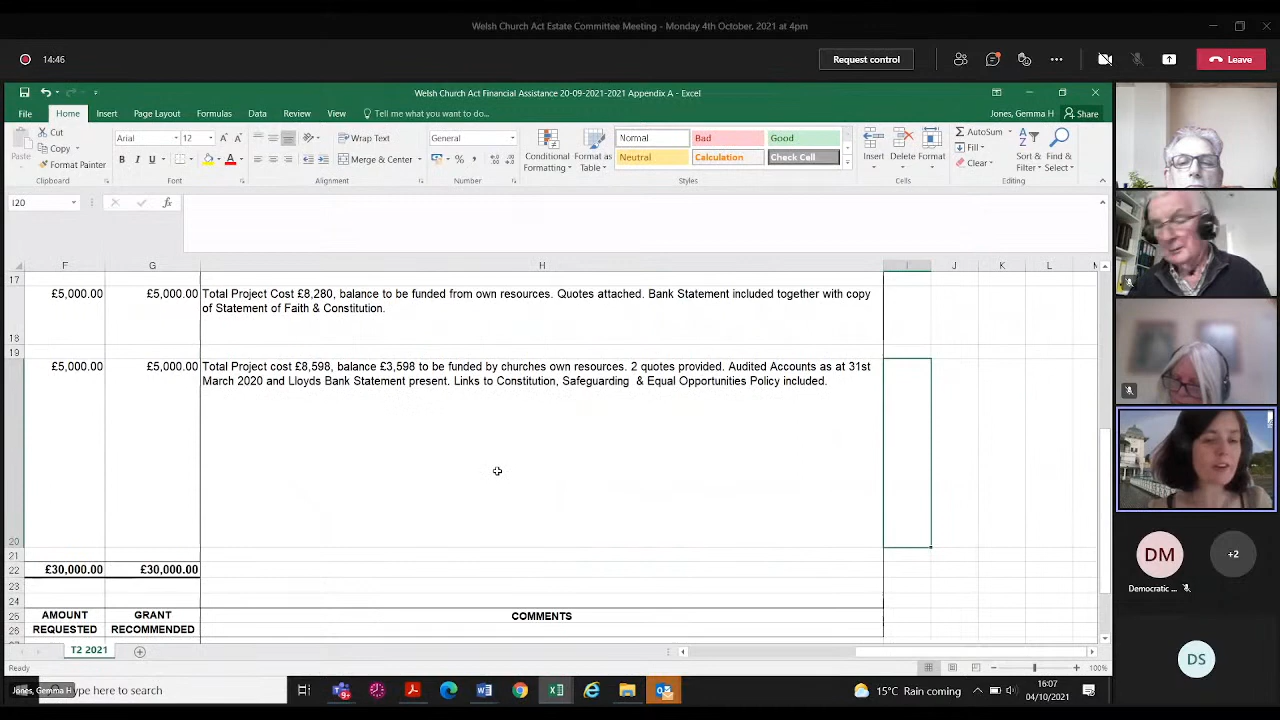 Welsh Church Act Estate Committee Meeting - Monday 4th October, 2021 at 4pm
14:46
Request control
Leave
Welsh Church Act Financial Assistance 20-09-2021-2021 Appendix A - Excel
Jones, Gemma H
File Home Insert Page Layout Formulas Data Review View Tell me what you want to do...
Share
Paste
Cut
Copy
Format Painter
Clipboard
Arial 12
B I U
Font
Wrap Text
Merge & Center
Alignment
General
Number
Conditional Formatting
Format as Table
Normal Bad Good
Neutral Calculation Check Cell
Styles
Insert Delete Format
Cells
AutoSum
Fill
Clear
Sort & Filter
Find & Select
Editing
I20
fx
F G H I J K L
17
£5,000.00 £5,000.00 Total Project Cost £8,280, balance to be funded from own resources. Quotes attached. Bank Statement included together with copy
of Statement of Faith & Constitution.
18
19
£5,000.00 £5,000.00 Total Project cost £8,598, balance £3,598 to be funded by churches own resources. 2 quotes provided. Audited Accounts as at 31st
March 2020 and Lloyds Bank Statement present. Links to Constitution, Safeguarding & Equal Opportunities Policy included.
20
21
22 £30,000.00 £30,000.00
23
24
25 AMOUNT GRANT COMMENTS
26 REQUESTED RECOMMENDED
T2 2021
Ready
100%
DM
+2
Democratic ...
DS
Jones, Gemma H
ype here to search
15°C Rain coming
16:07
04/10/2021